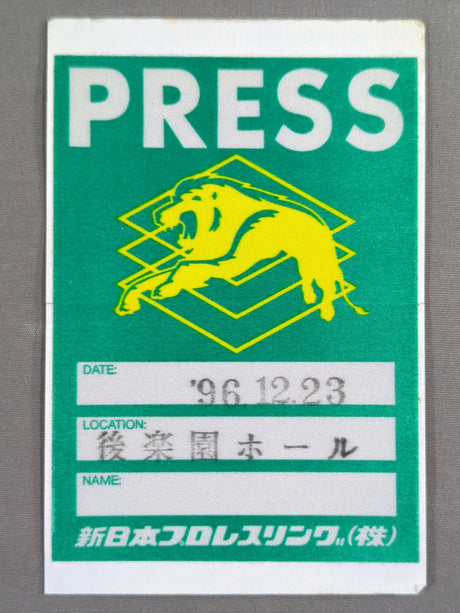 PRESS
DATE:
'96.12.23
LOCATION:
後楽園ホール
NAME:
新日本プロレスリング(株)